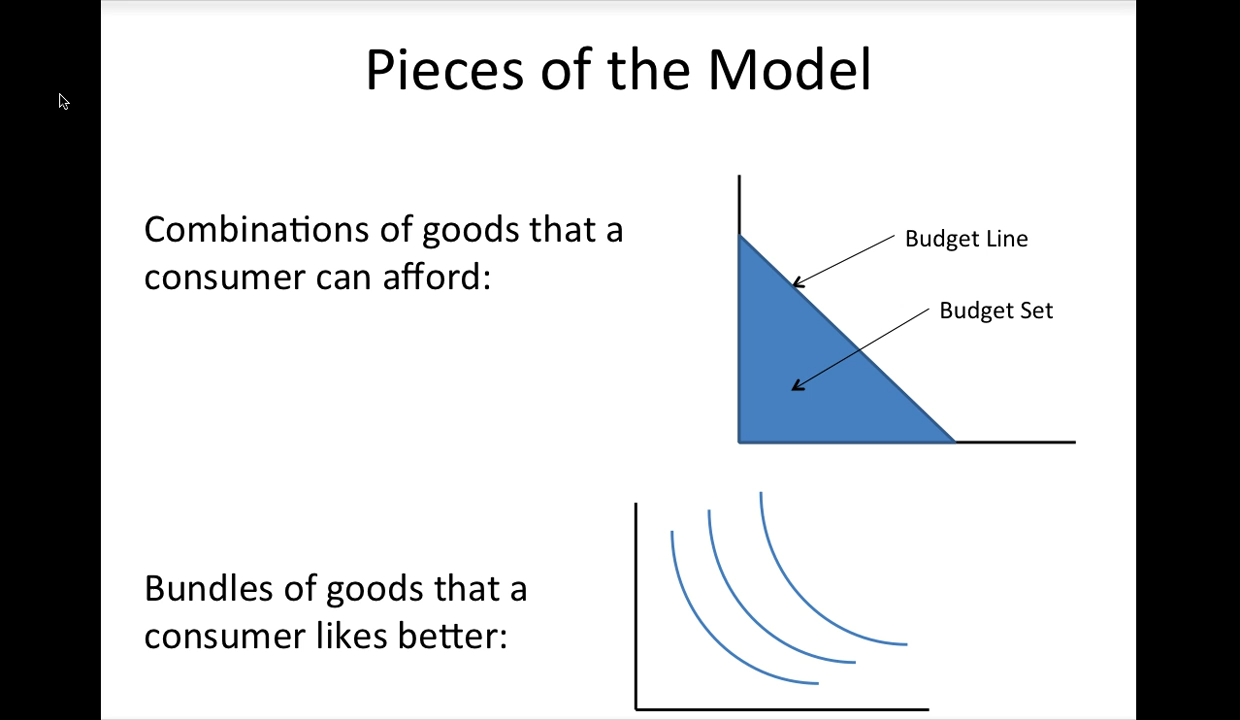 Pieces of the Model
Combinations of goods that a
consumer can afford:
Budget Line
Budget Set
Bundles of goods that a
consumer likes better: